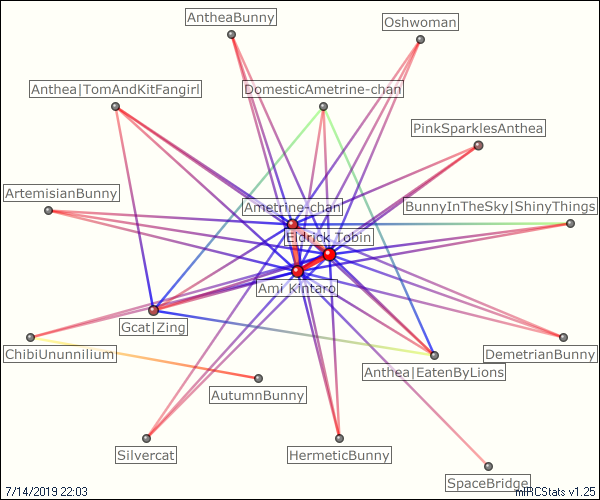 AntheaBunny
Oshwoman
Anthea|TomAndKitFangirl
DomesticAmetrine-chan
PinkSparklesAnthea
ArtemisianBunny
Ametrine-chan
BunnyInTheSky|ShinyThings
Eldrick Tobin
Ami Kintaro
Gcat|Zing
ChibiUnunnilium
DemetrianBunny
Anthea|EatenByLions
AutumnBunny
Silvercat
HermeticBunny
SpaceBridge
7/14/2019 22:03
mIRCStats v1.25